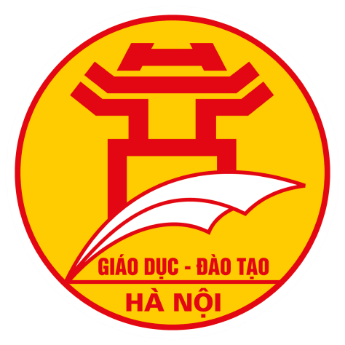 GIÁO DỤC - ĐÀO TẠO
HÀ NỘI